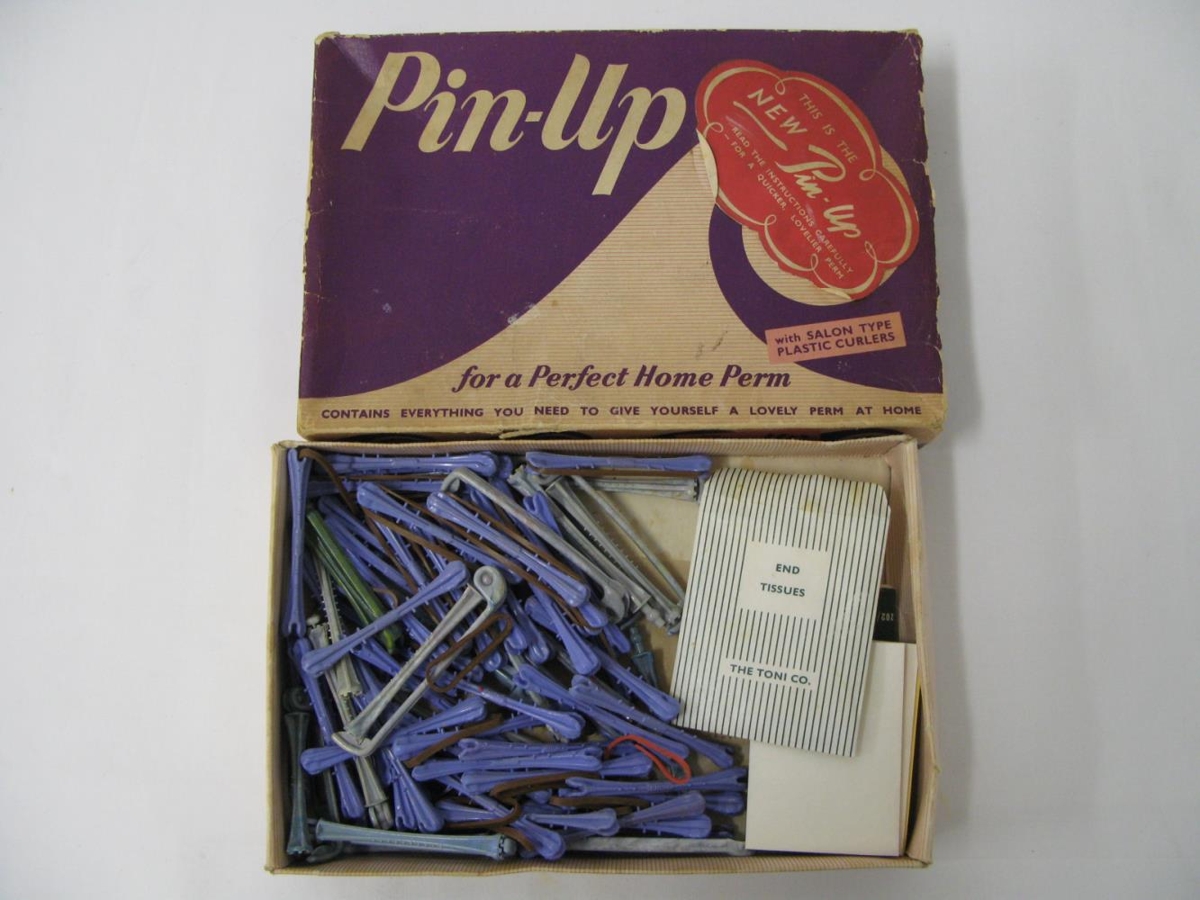 Pin-Up
THIS IS THE
NEW
Pin-Up
READ THE INSTRUCTIONS CAREFULLY
— FOR A QUICKER, LOVELIER PERM
with SALON TYPE
PLASTIC CURLERS
for a Perfect Home Perm
CONTAINS EVERYTHING YOU NEED TO GIVE YOURSELF A LOVELY PERM AT HOME
END
TISSUES
THE TONI CO.